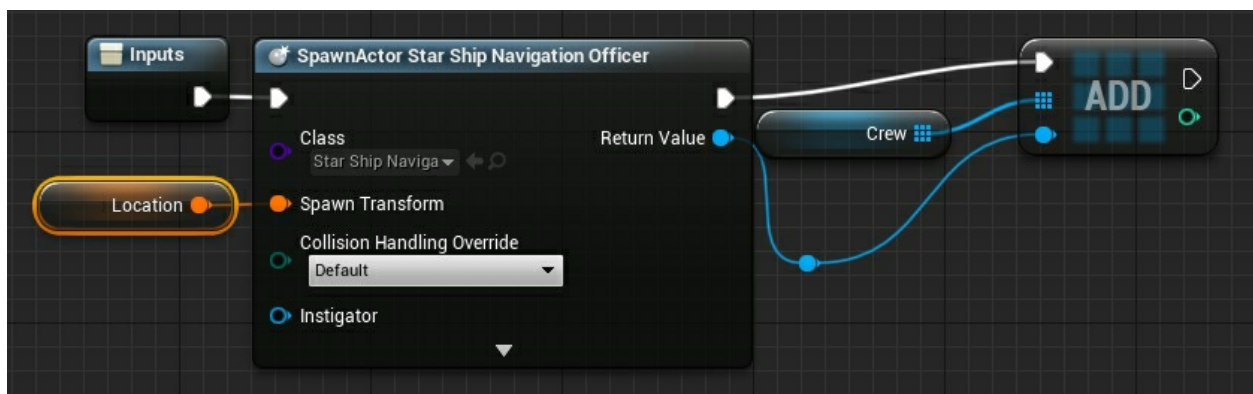 Inputs
SpawnActor Star Ship Navigation Officer
Class
Star Ship Naviga
Return Value
Crew
ADD
Location
Spawn Transform
Collision Handling Override
Default
Instigator